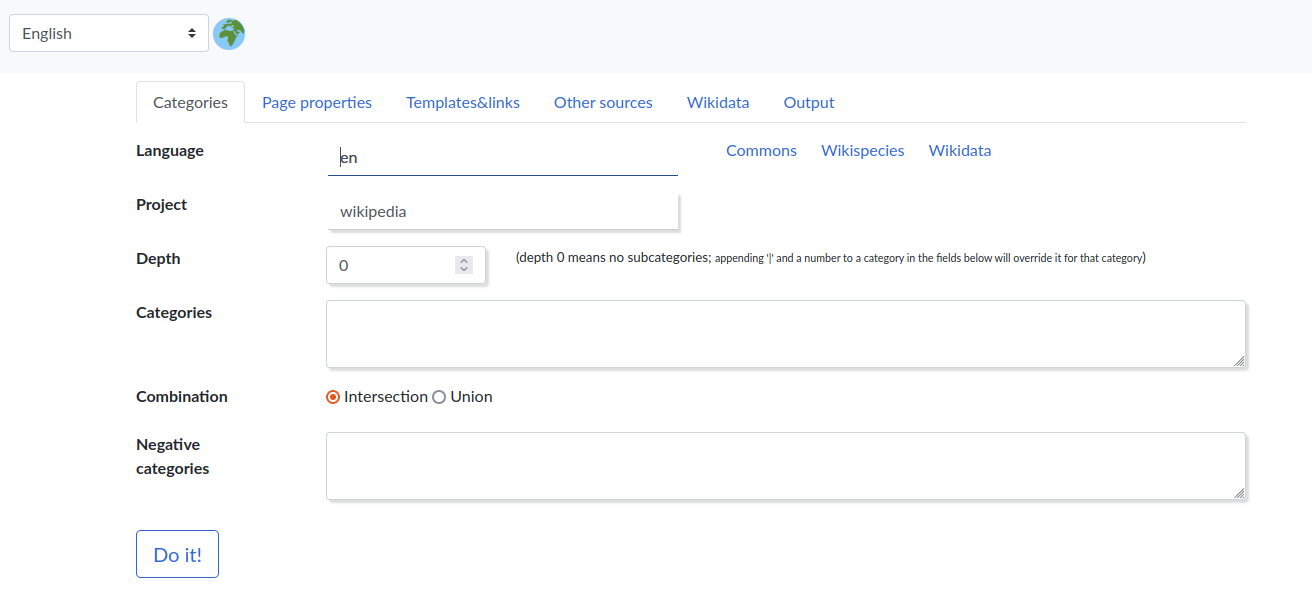 English
Categories Page properties Templates&links Other sources Wikidata Output
Language en Commons Wikispecies Wikidata
Project wikipedia
Depth 0 (depth 0 means no subcategories; appending '|' and a number to a category in the fields below will override it for that category)
Categories
Combination Intersection Union
Negative
categories
Do it!